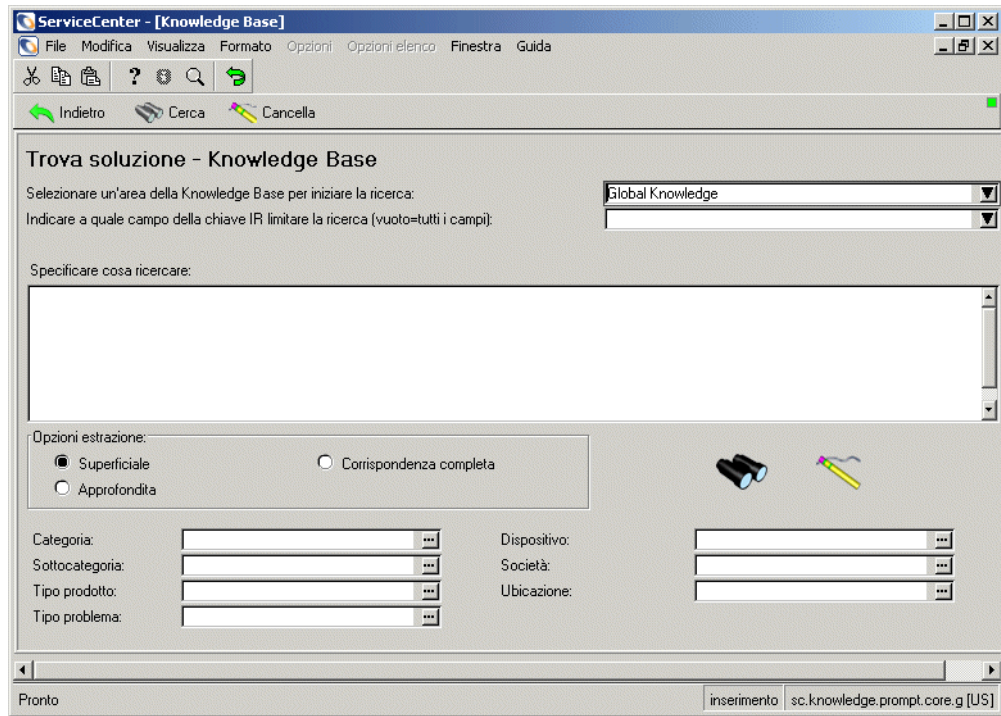 ServiceCenter - [Knowledge Base]
File Modifica Visualizza Formato Opzioni Opzioni elenco Finestra Guida
Indietro Cerca Cancella
Trova soluzione - Knowledge Base
Selezionare un'area della Knowledge Base per iniziare la ricerca: Global Knowledge
Indicare a quale campo della chiave IR limitare la ricerca (vuoto=tutti i campi):
Specificare cosa ricercare:
Opzioni estrazione:
Superficiale Corrispondenza completa
Approfondita
Categoria: Dispositivo:
Sottocategoria: Società:
Tipo prodotto: Ubicazione:
Tipo problema:
Pronto inserimento sc.knowledge.prompt.core.g [US]